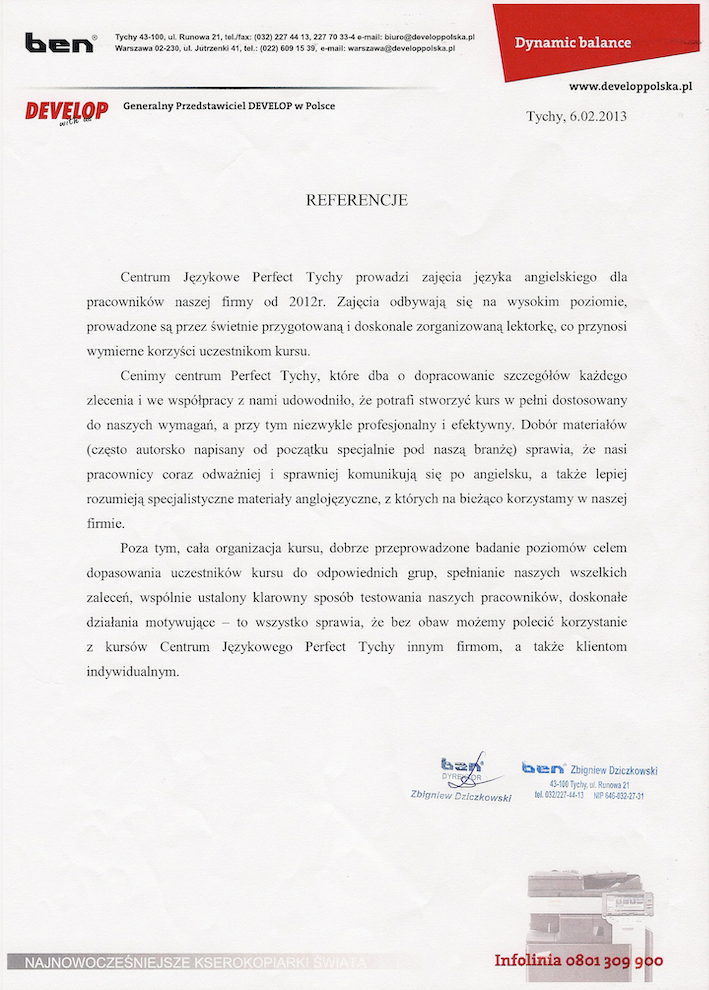 ben®
Tychy 43-100, ul. Runowa 21, tel./fax: (032) 227 44 13, 227 70 33-4 e-mail: biuro@developpolska.pl
Warszawa 02-230, ul. Jutrzenki 41, tel.: (022) 609 15 39, e-mail: warszawa@developpolska.pl
Dynamic balance
www.developpolska.pl
DEVELOP
with us
Generalny Przedstawiciel DEVELOP w Polsce
Tychy, 6.02.2013
REFERENCJE
Centrum Językowe Perfect Tychy prowadzi zajęcia języka angielskiego dla
pracowników naszej firmy od 2012r. Zajęcia odbywają się na wysokim poziomie,
prowadzone są przez świetnie przygotowaną i doskonale zorganizowaną lektorkę, co przynosi
wymierne korzyści uczestnikom kursu.
Cenimy centrum Perfect Tychy, które dba o dopracowanie szczegółów każdego
zlecenia i we współpracy z nami udowodniło, że potrafi stworzyć kurs w pełni dostosowany
do naszych wymagań, a przy tym niezwykle profesjonalny i efektywny. Dobór materiałów
(często autorsko napisany od początku specjalnie pod naszą branżę) sprawia, że nasi
pracownicy coraz odważniej i sprawniej komunikują się po angielsku, a także lepiej
rozumieją specjalistyczne materiały anglojęzyczne, z których na bieżąco korzystamy w naszej
firmie.
Poza tym, cała organizacja kursu, dobrze przeprowadzone badanie poziomów celem
dopasowania uczestników kursu do odpowiednich grup, spełnianie naszych wszelkich
zaleceń, wspólnie ustalony klarowny sposób testowania naszych pracowników, doskonałe
działania motywujące – to wszystko sprawia, że bez obaw możemy polecić korzystanie
z kursów Centrum Językowego Perfect Tychy innym firmom, a także klientom
indywidualnym.
ben®
DYREKTOR
Zbigniew Dziczkowski
ben® Zbigniew Dziczkowski
43-100 Tychy, ul. Runowa 21
tel. 032/227-44-13 NIP 646-032-27-31
NAJNOWOCZEŚNIEJSZE KSEROKOPIARKI ŚWIATA
Infolinia 0801 309 900